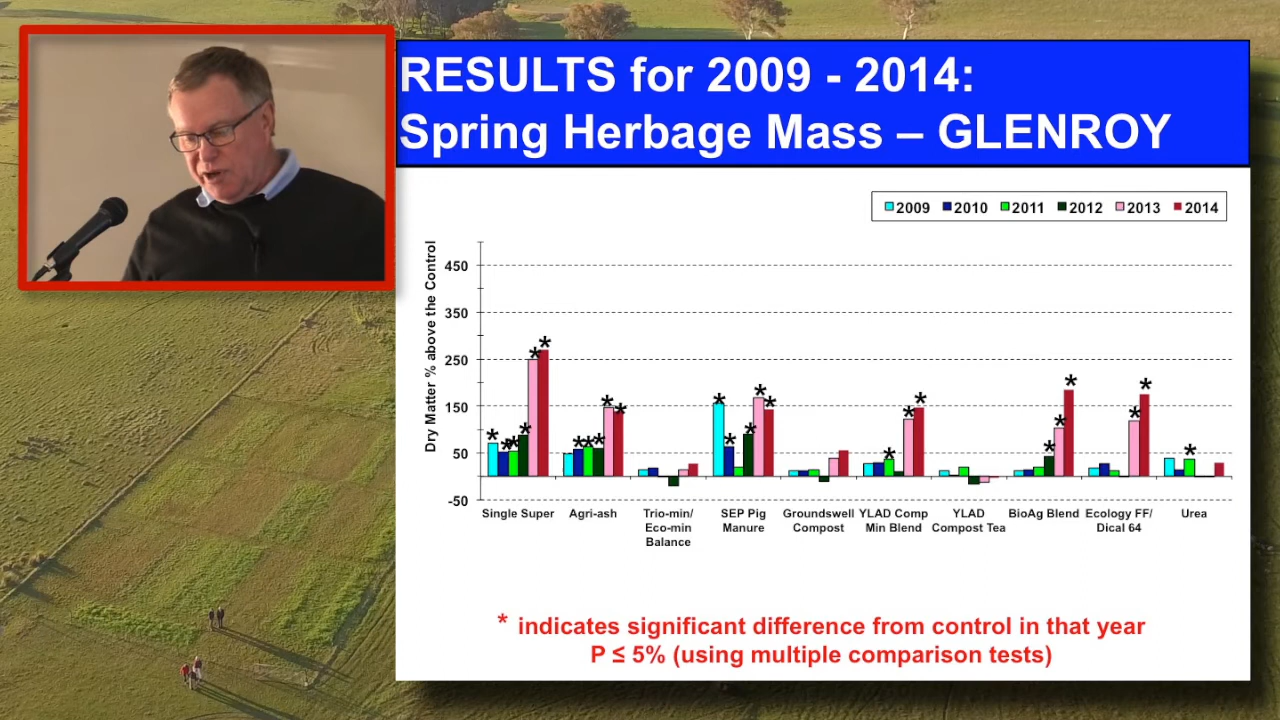 RESULTS for 2009 - 2014:
Spring Herbage Mass – GLENROY
2009 2010 2011 2012 2013 2014
Dry Matter % above the Control
450
350
250
150
50
-50
* * * * * *
* * * * *
* * * * *
* * *
* * *
* *
*
Single Super
Agri-ash
Trio-min/
Eco-min
Balance
SEP Pig
Manure
Groundswell
Compost
YLAD Comp
Min Blend
YLAD
Compost Tea
BioAg Blend
Ecology FF/
Dical 64
Urea
* indicates significant difference from control in that year
P ≤ 5% (using multiple comparison tests)